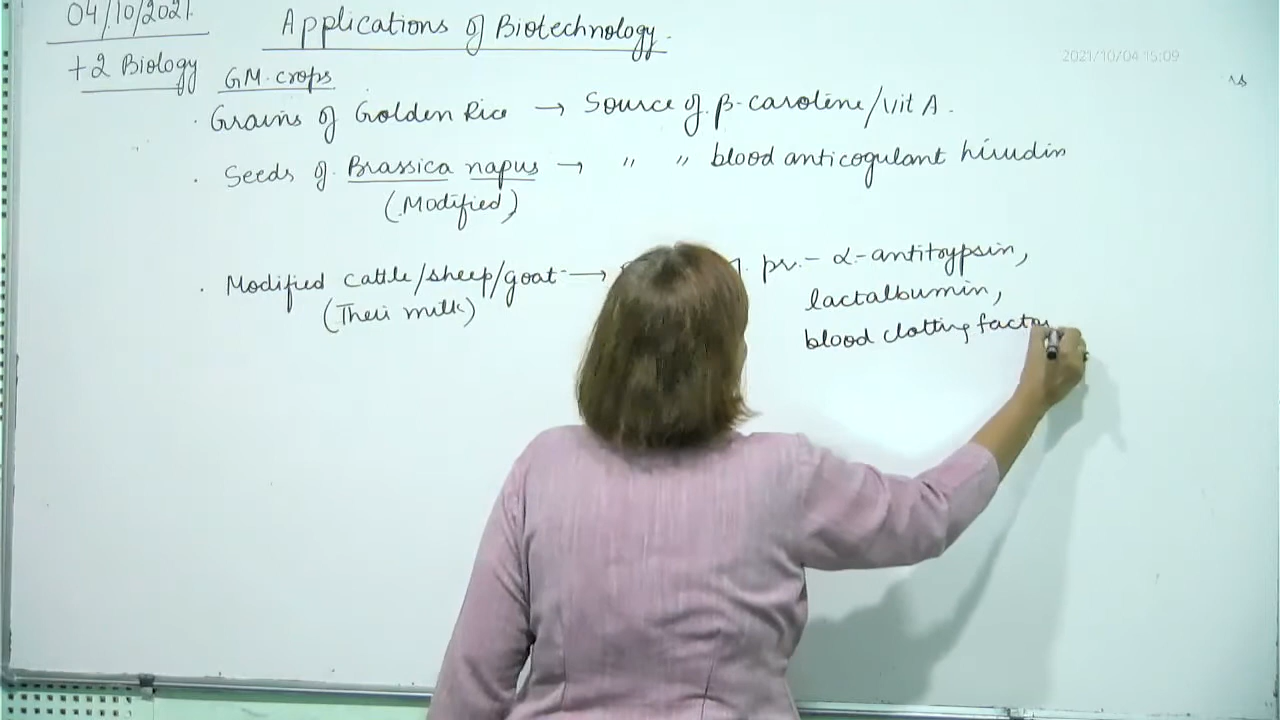 04/10/2021.
Applications of Biotechnology.
2021/10/04 15:09
+2 Biology
GM. crops
. Grains of Golden Rice → Source of β-carotene/vit A.
. Seeds of Brassica napus → " " blood anticogulant hirudin
(Modified)
. Modified cattle/sheep/goat → pr. - α-antitrypsin,
(Their milk)
lactalbumin,
blood clotting factor